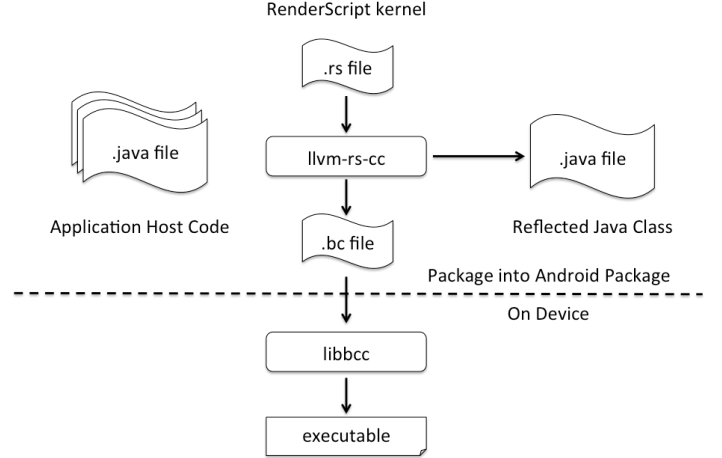 RenderScript kernel
.rs file
.java file
llvm-rs-cc
.java file
Application Host Code
.bc file
Reflected Java Class
Package into Android Package
On Device
libbcc
executable